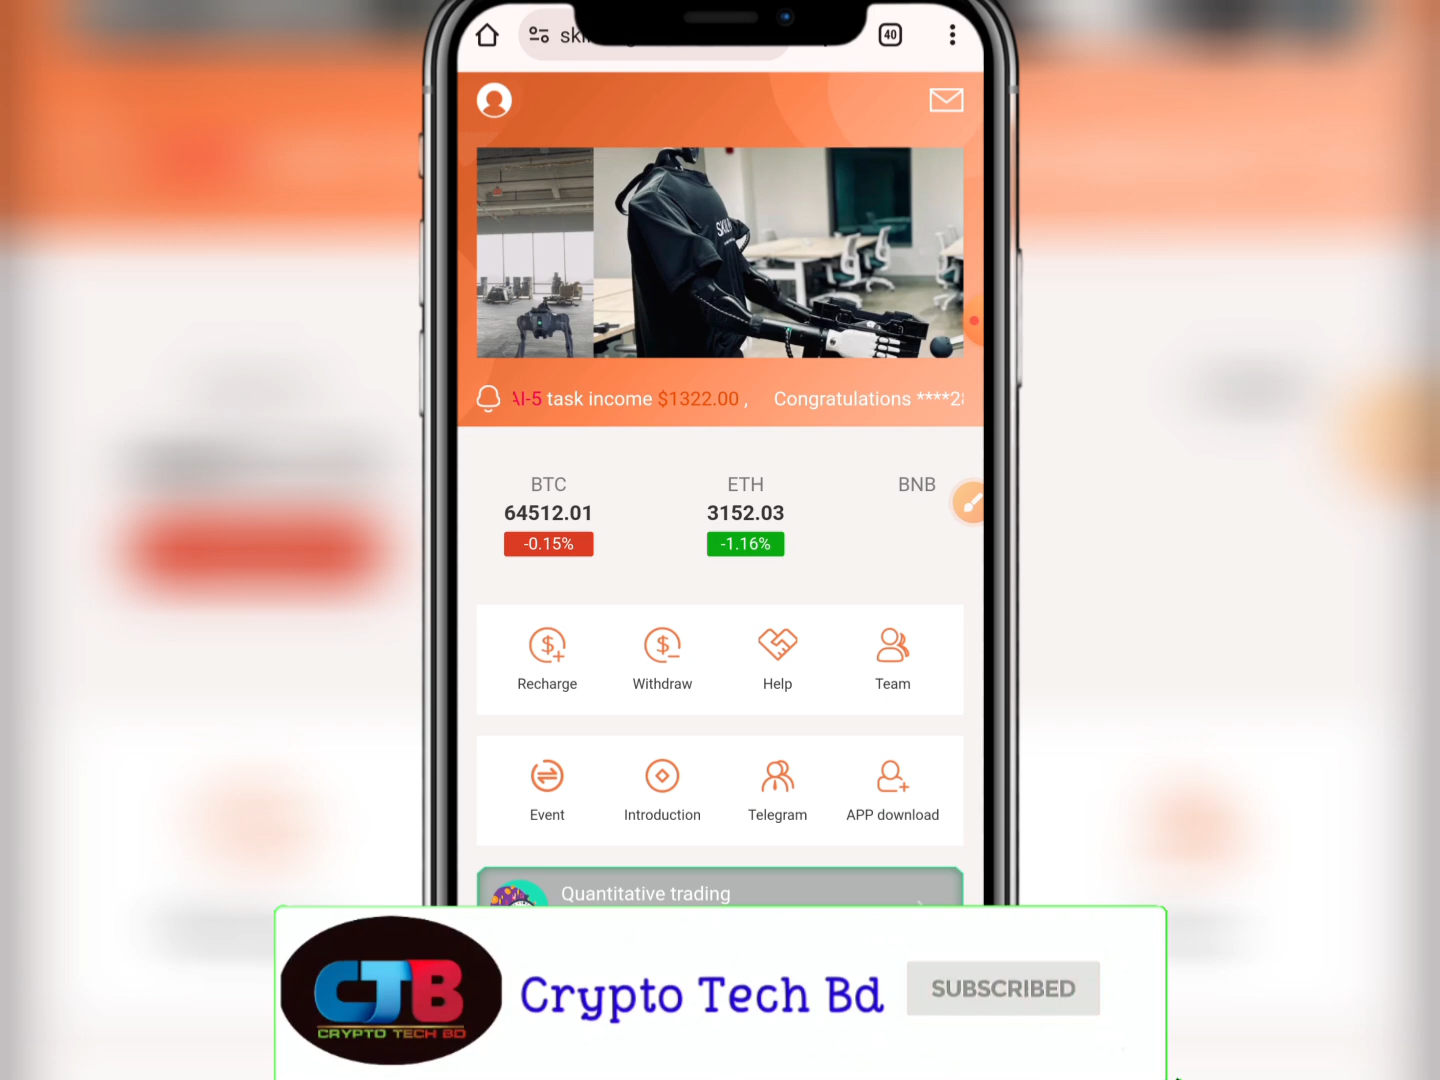 40
AI-5 task income $1322.00 , Congratulations ****28
BTC ETH BNB
64512.01 3152.03
-0.15% -1.16%
Recharge Withdraw Help Team
Event Introduction Telegram APP download
Quantitative trading
CTB
CRYPTO TECH BD
Crypto Tech Bd
SUBSCRIBED